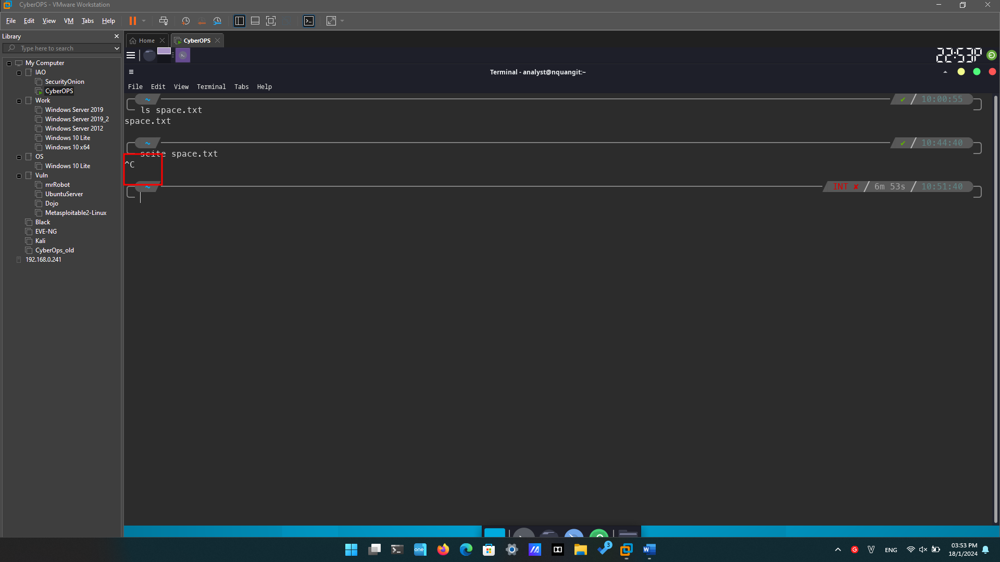 CyberOPS - VMware Workstation
File Edit View VM Tabs Help
Library
Type here to search
My Computer
IAO
SecurityOnion
CyberOPS
Work
Windows Server 2019
Windows Server 2019_2
Windows Server 2012
Windows 10 Lite
Windows 10 x64
OS
Windows 10 Lite
Vuln
mrRobot
UbuntuServer
Dojo
Metasploitable2-Linux
Black
EVE-NG
Kali
CyberOps_old
192.168.0.241
Home CyberOPS
22:53P
Terminal - analyst@nquangit:~
File Edit View Terminal Tabs Help
~ ✔ / 10:00:55
ls space.txt
space.txt
~ ✔ / 10:44:40
scite space.txt
^C
~ INT ✘ / 6m 53s / 10:51:40
one
3
W
G
V
ENG
03:53 PM
18/1/2024